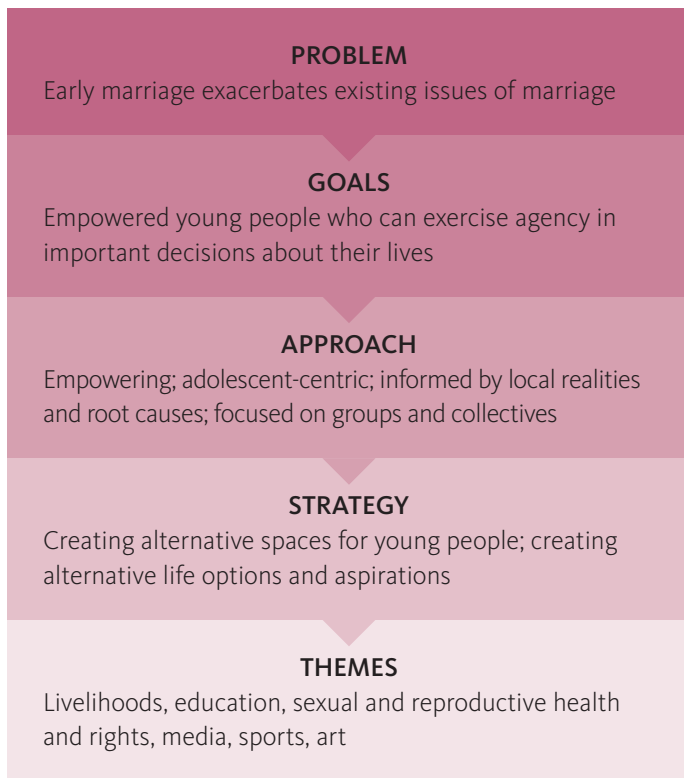 PROBLEM
Early marriage exacerbates existing issues of marriage
GOALS
Empowered young people who can exercise agency in
important decisions about their lives
APPROACH
Empowering; adolescent-centric; informed by local realities
and root causes; focused on groups and collectives
STRATEGY
Creating alternative spaces for young people; creating
alternative life options and aspirations
THEMES
Livelihoods, education, sexual and reproductive health
and rights, media, sports, art